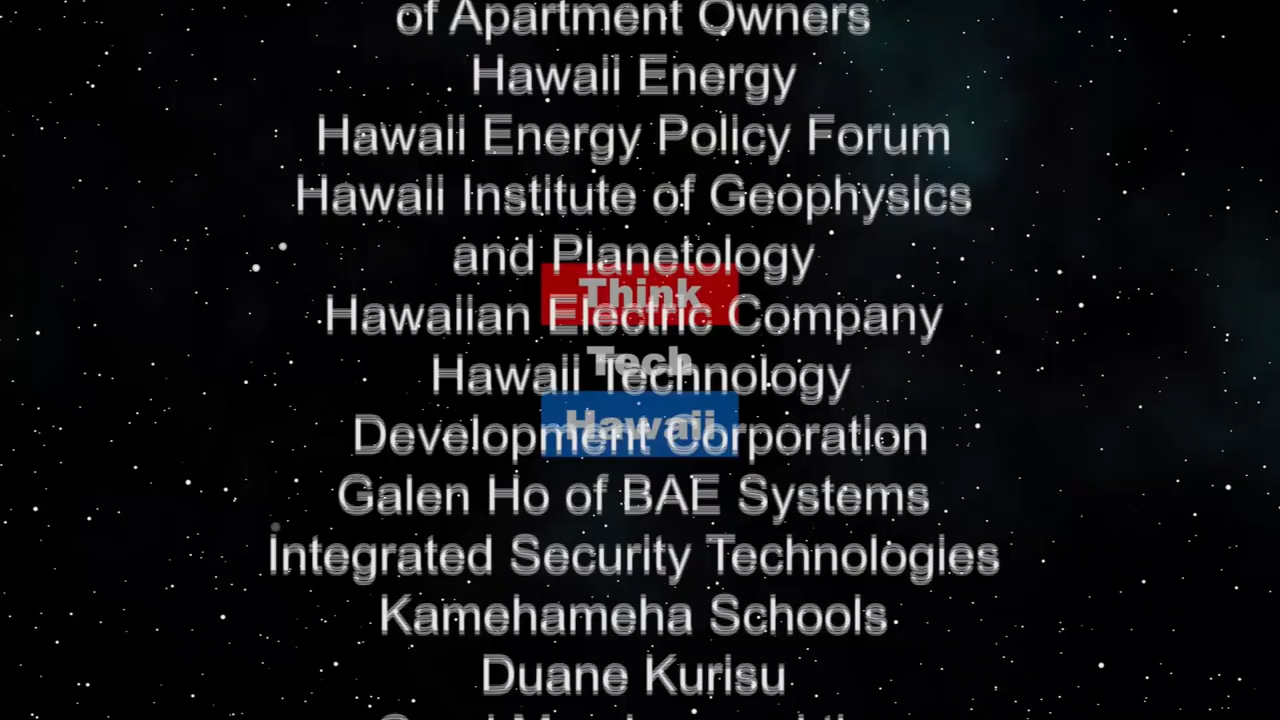 of Apartment Owners
Hawaii Energy
Hawaii Energy Policy Forum
Hawaii Institute of Geophysics
and Planetology
Think
Hawaiian Electric Company
Tech
Hawaii Technology
Hawaii
Development Corporation
Galen Ho of BAE Systems
Integrated Security Technologies
Kamehameha Schools
Duane Kurisu